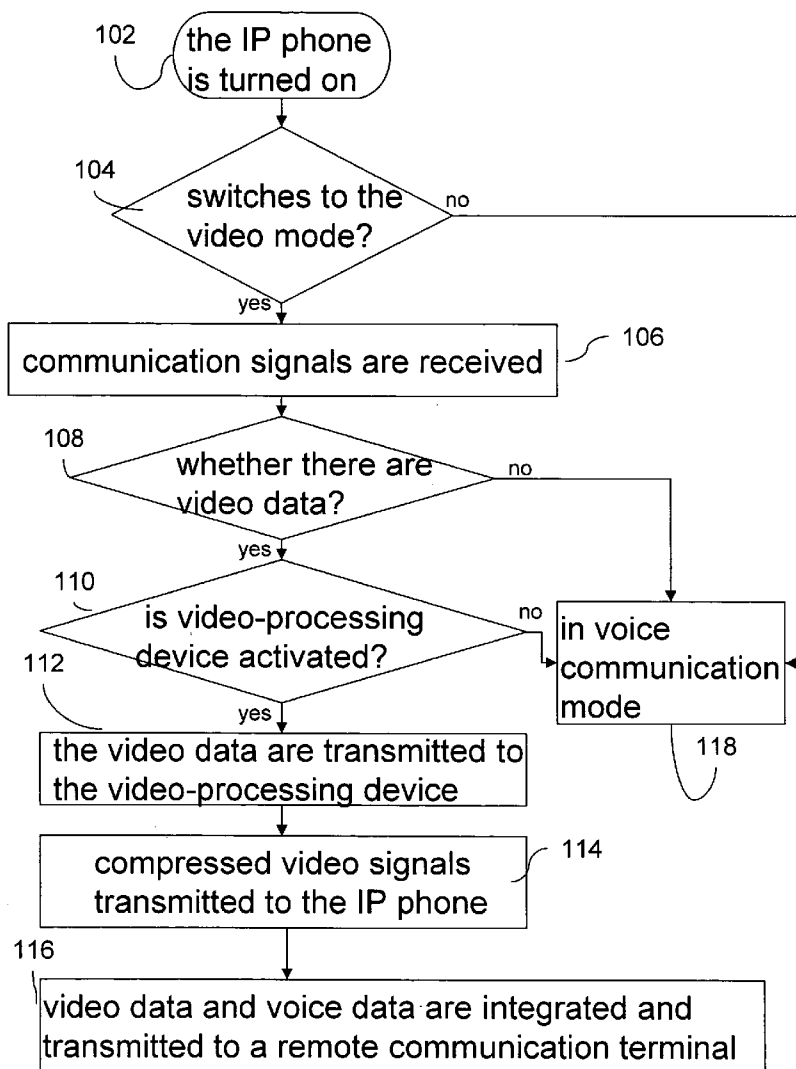 102
the IP phone
is turned on
104
switches to the
video mode?
no
yes
communication signals are received
106
108
whether there are
video data?
no
yes
110
is video-processing
device activated?
no
in voice
communication
mode
112
yes
118
the video data are transmitted to
the video-processing device
compressed video signals
transmitted to the IP phone
114
116
video data and voice data are integrated and
transmitted to a remote communication terminal